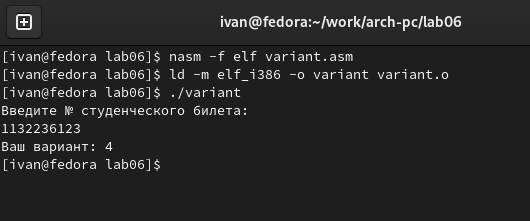 ivan@fedora:~/work/arch-pc/lab06
[ivan@fedora lab06]$ nasm -f elf variant.asm
[ivan@fedora lab06]$ ld -m elf_i386 -o variant variant.o
[ivan@fedora lab06]$ ./variant
Введите № студенческого билета:
1132236123
Ваш вариант: 4
[ivan@fedora lab06]$